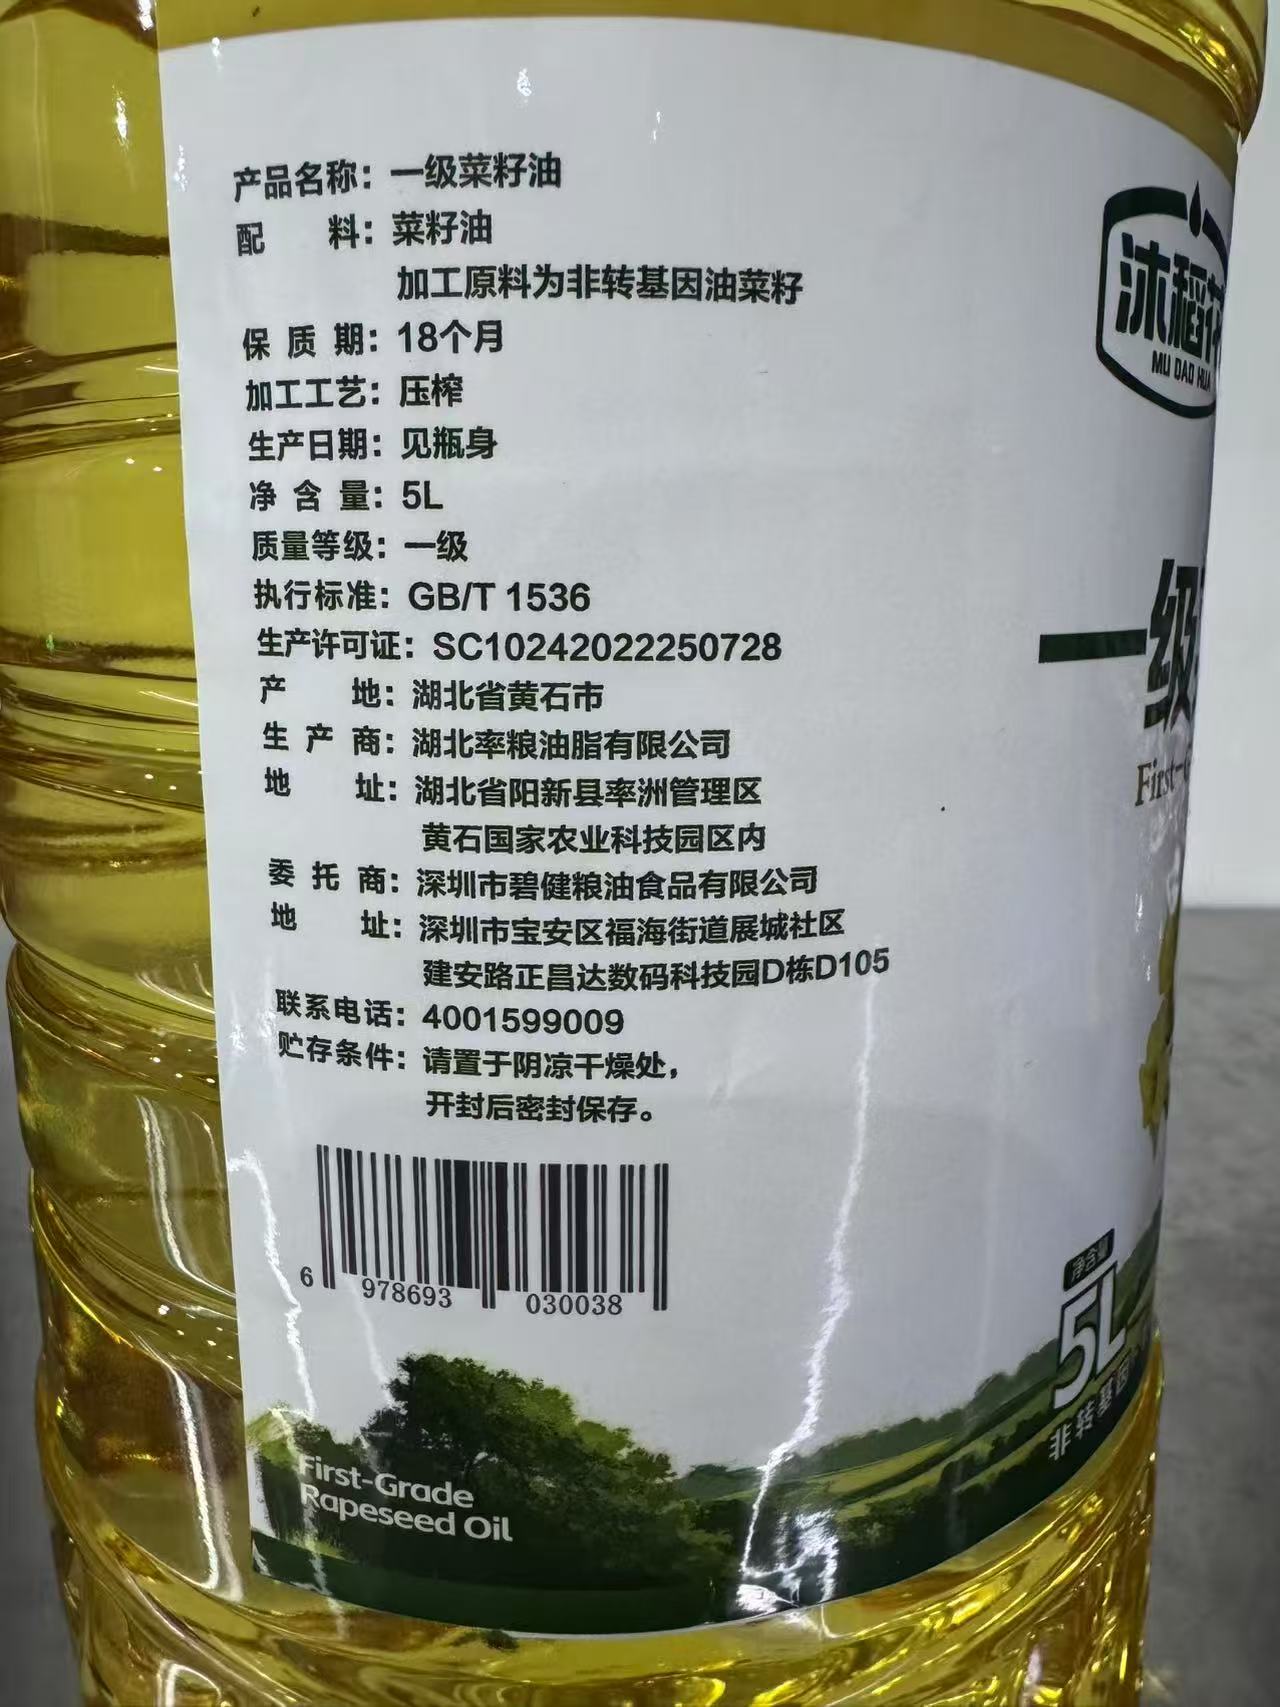 产品名称：一级菜籽油
配料：菜籽油
加工原料为非转基因油菜籽
保质期：18个月
加工工艺：压榨
生产日期：见瓶身
净含量：5L
质量等级：一级
执行标准：GB/T 1536
生产许可证：SC10242022250728
产地：湖北省黄石市
生产商：湖北率粮油脂有限公司
地址：湖北省阳新县率洲管理区
黄石国家农业科技园区内
委托商：深圳市碧健粮油食品有限公司
地址：深圳市宝安区福海街道展城社区
建安路正昌达数码科技园D栋D105
联系电话：4001599009
贮存条件：请置于阴凉干燥处，
开封后密封保存。
6 978693 030038
First-Grade
Rapeseed Oil
沐稻花
MU DAO HUA
一级
First-
净含量
5L
非转基因